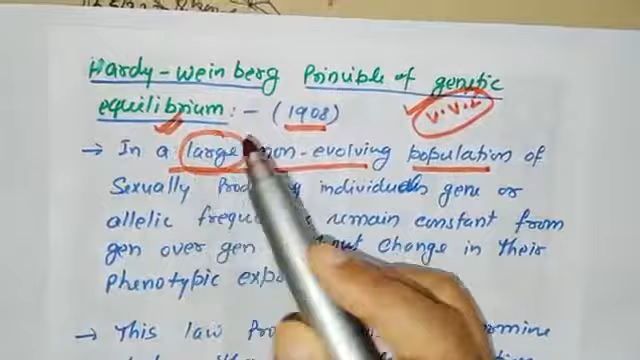 Hardy-Weinberg Principle of genetic
equilibrium:- (1908) V.V.I
→ In a large non-evolving population of
Sexually individuals gene or
allelic remain constant from
gen over gen change in their
Phenotypic
→ This law